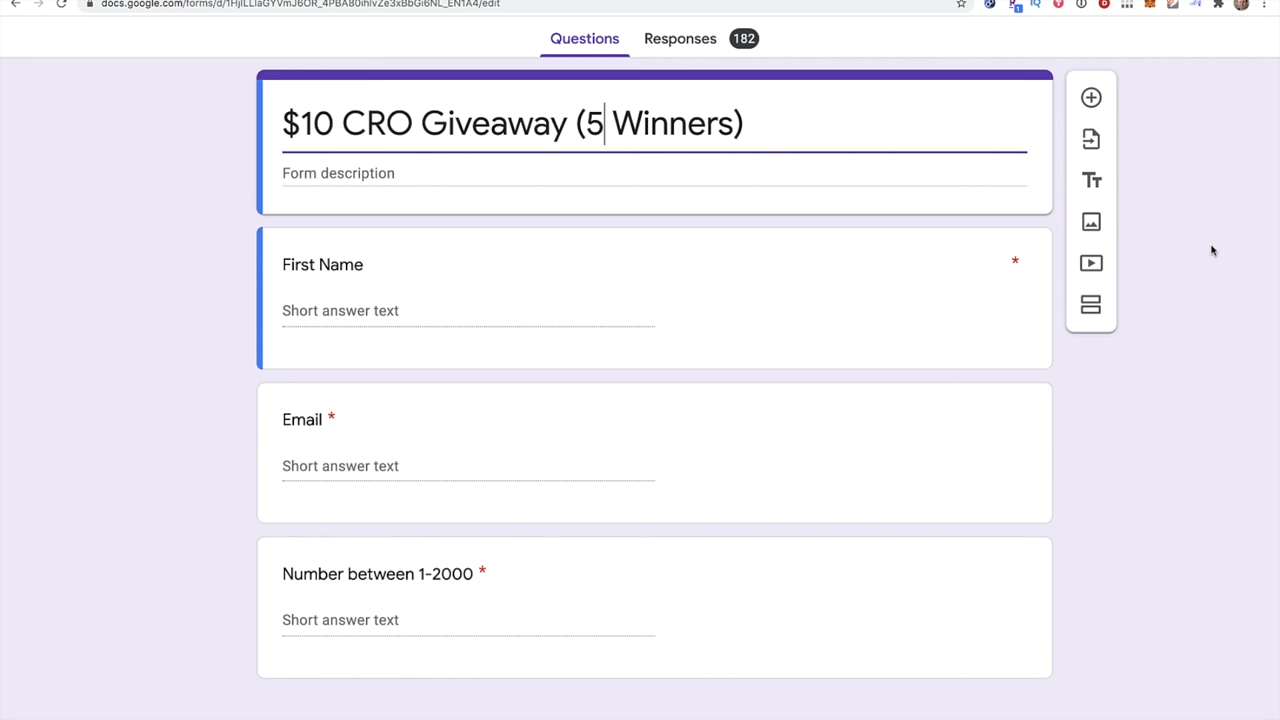 Questions Responses 182
$10 CRO Giveaway (5 Winners)
Form description
First Name *
Short answer text
Email *
Short answer text
Number between 1-2000 *
Short answer text